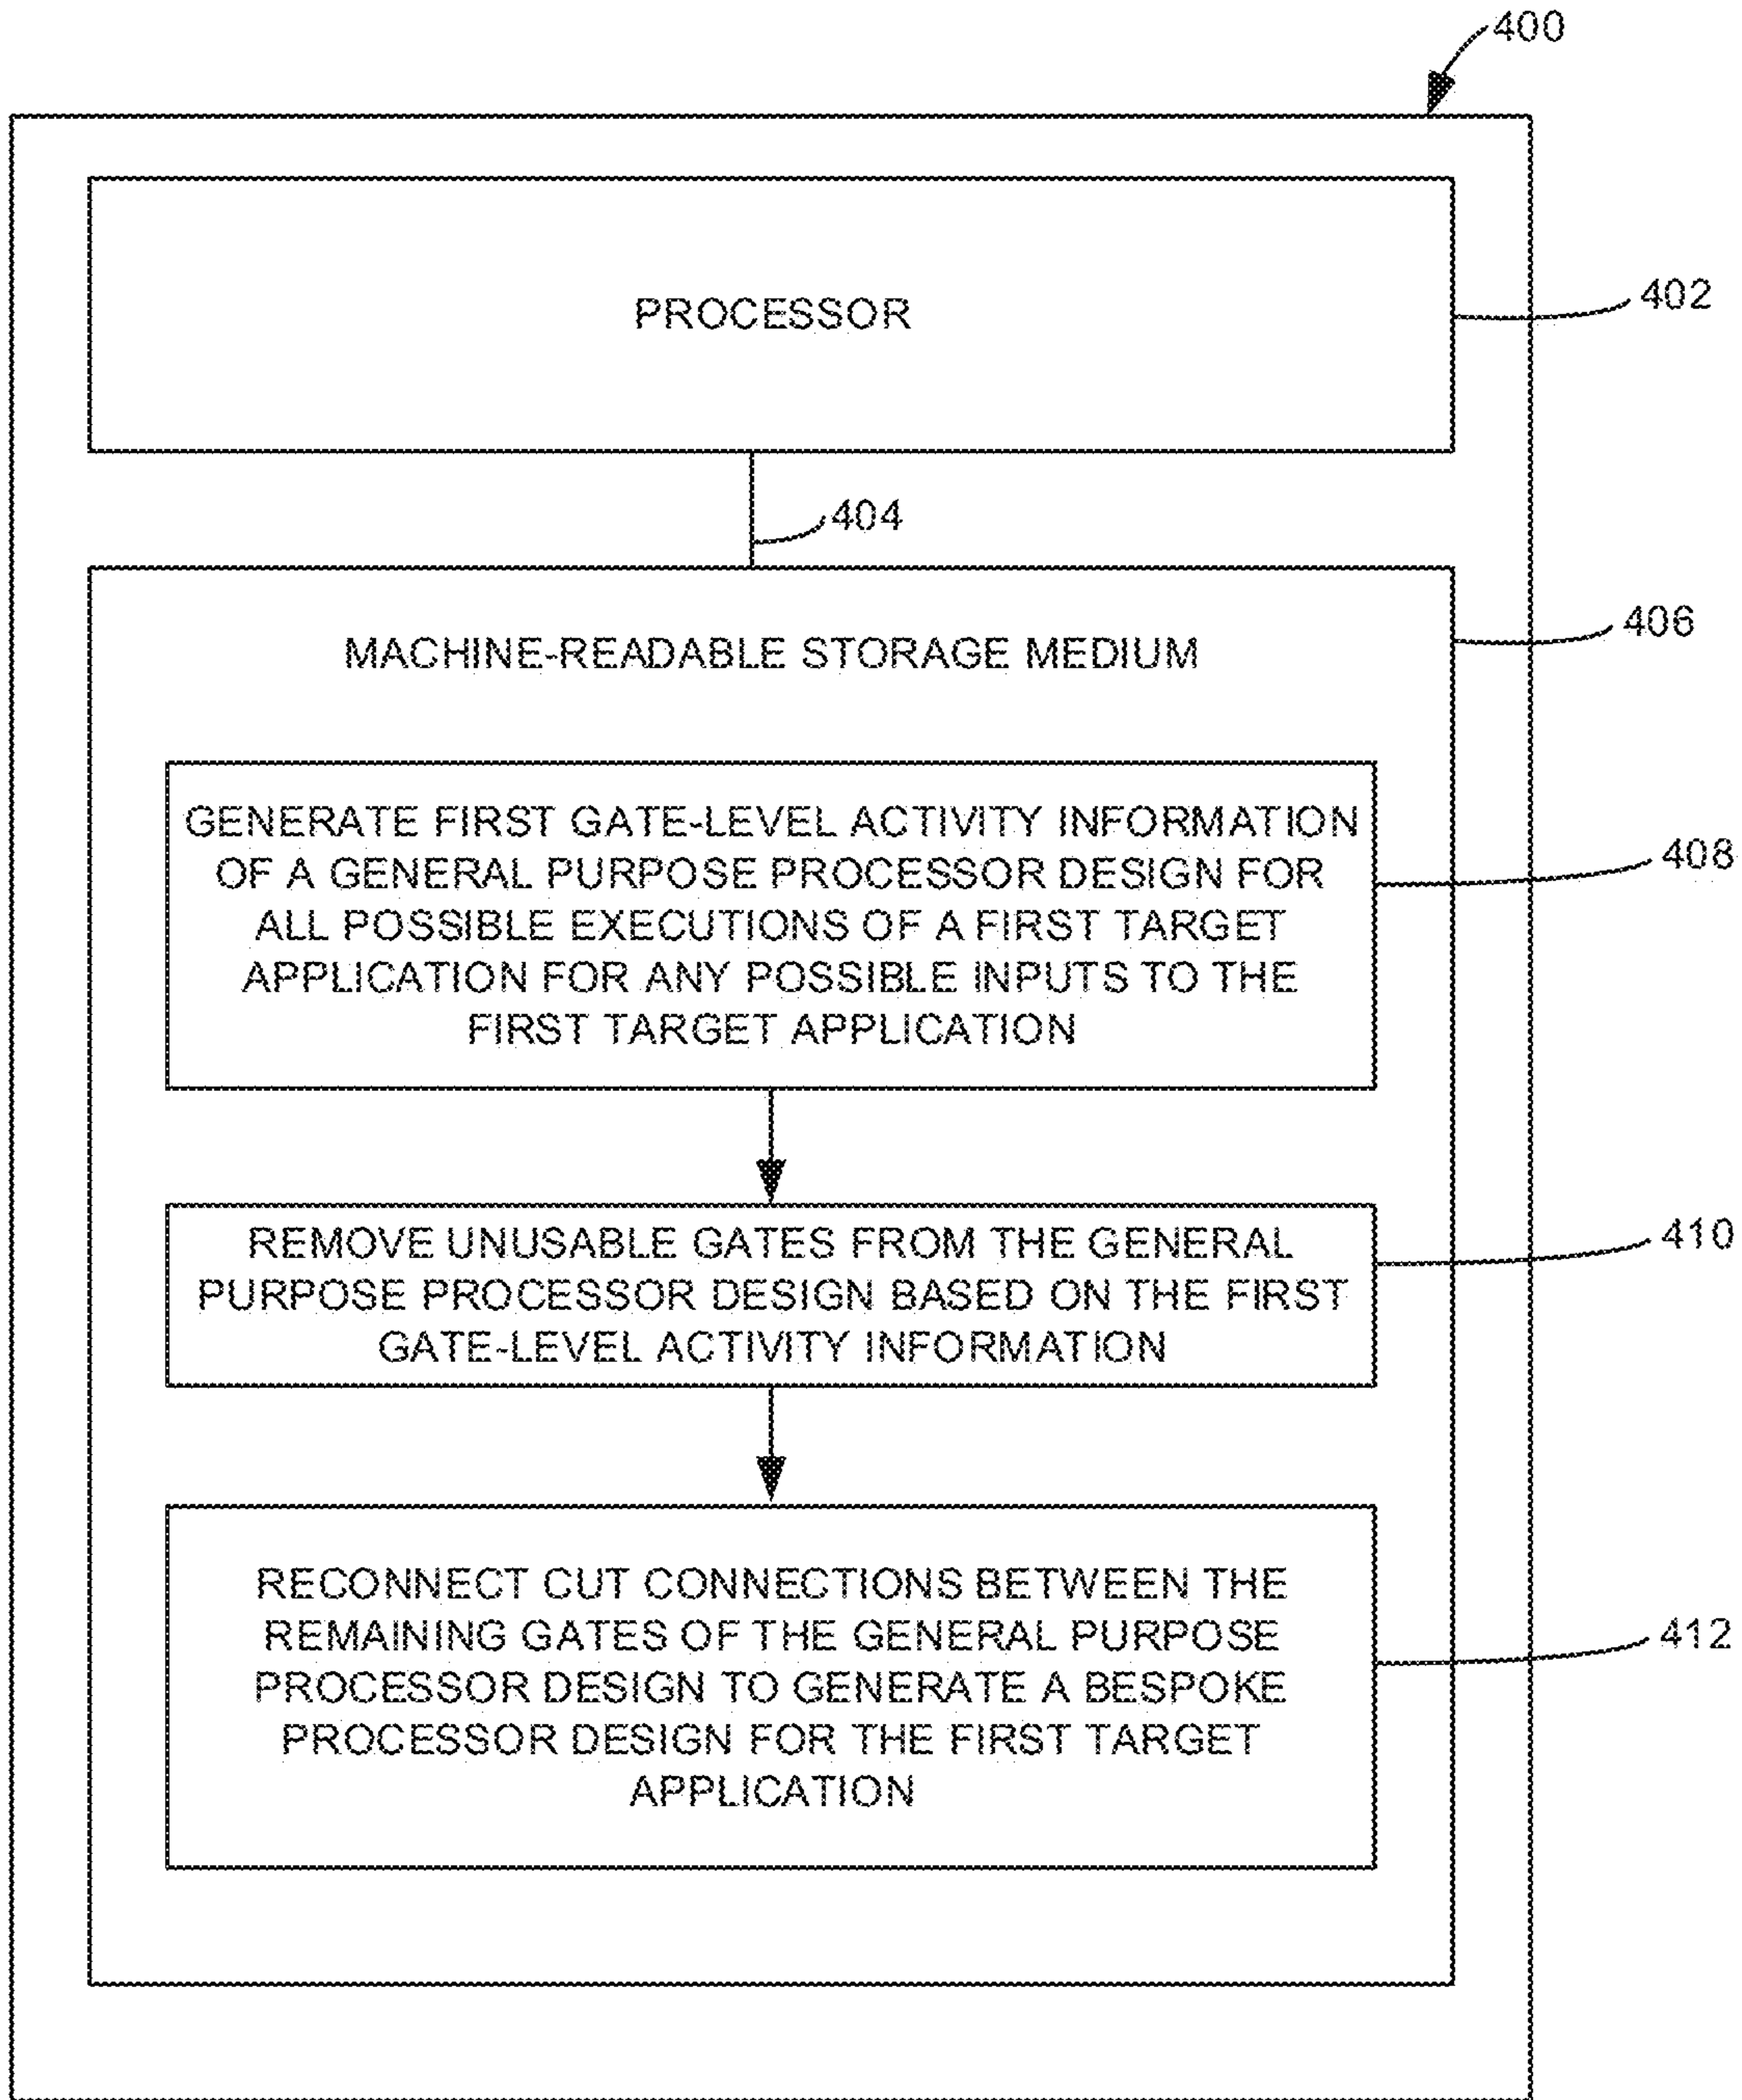 400
PROCESSOR
402
404
MACHINE-READABLE STORAGE MEDIUM
406
GENERATE FIRST GATE-LEVEL ACTIVITY INFORMATION
OF A GENERAL PURPOSE PROCESSOR DESIGN FOR
ALL POSSIBLE EXECUTIONS OF A FIRST TARGET
APPLICATION FOR ANY POSSIBLE INPUTS TO THE
FIRST TARGET APPLICATION
408
REMOVE UNUSABLE GATES FROM THE GENERAL
PURPOSE PROCESSOR DESIGN BASED ON THE FIRST
GATE-LEVEL ACTIVITY INFORMATION
410
RECONNECT CUT CONNECTIONS BETWEEN THE
REMAINING GATES OF THE GENERAL PURPOSE
PROCESSOR DESIGN TO GENERATE A BESPOKE
PROCESSOR DESIGN FOR THE FIRST TARGET
APPLICATION
412